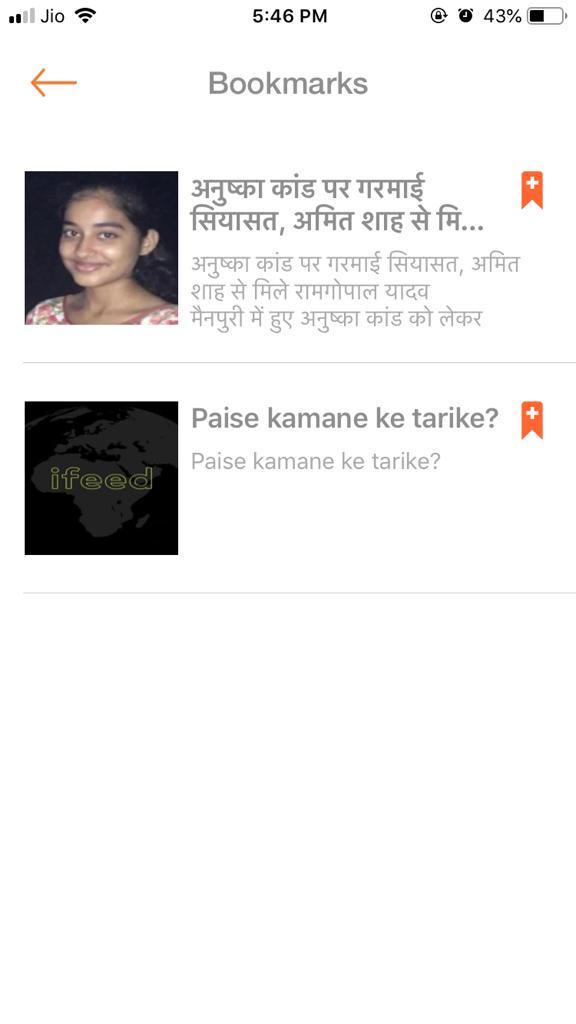 Jio 5:46 PM 43%
Bookmarks
अनुष्का कांड पर गरमाई
सियासत, अमित शाह से मि...
अनुष्का कांड पर गरमाई सियासत, अमित
शाह से मिले रामगोपाल यादव
मैनपुरी में हुए अनुष्का कांड को लेकर
ifeed
Paise kamane ke tarike?
Paise kamane ke tarike?